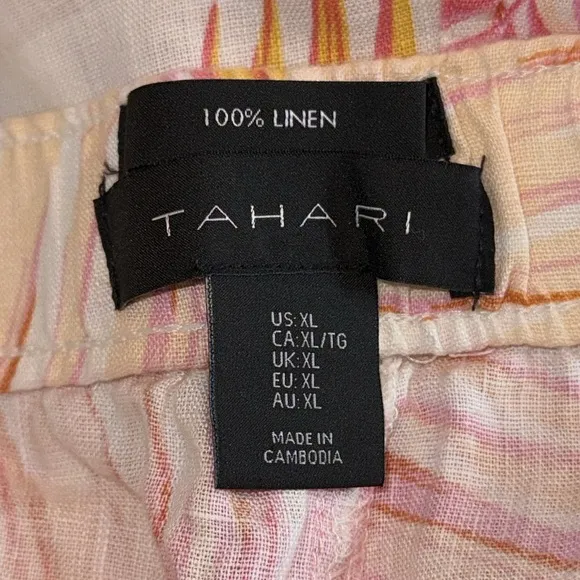 100% LINEN
TAHARI
US: XL
CA: XL/TG
UK: XL
EU: XL
AU: XL
MADE IN
CAMBODIA